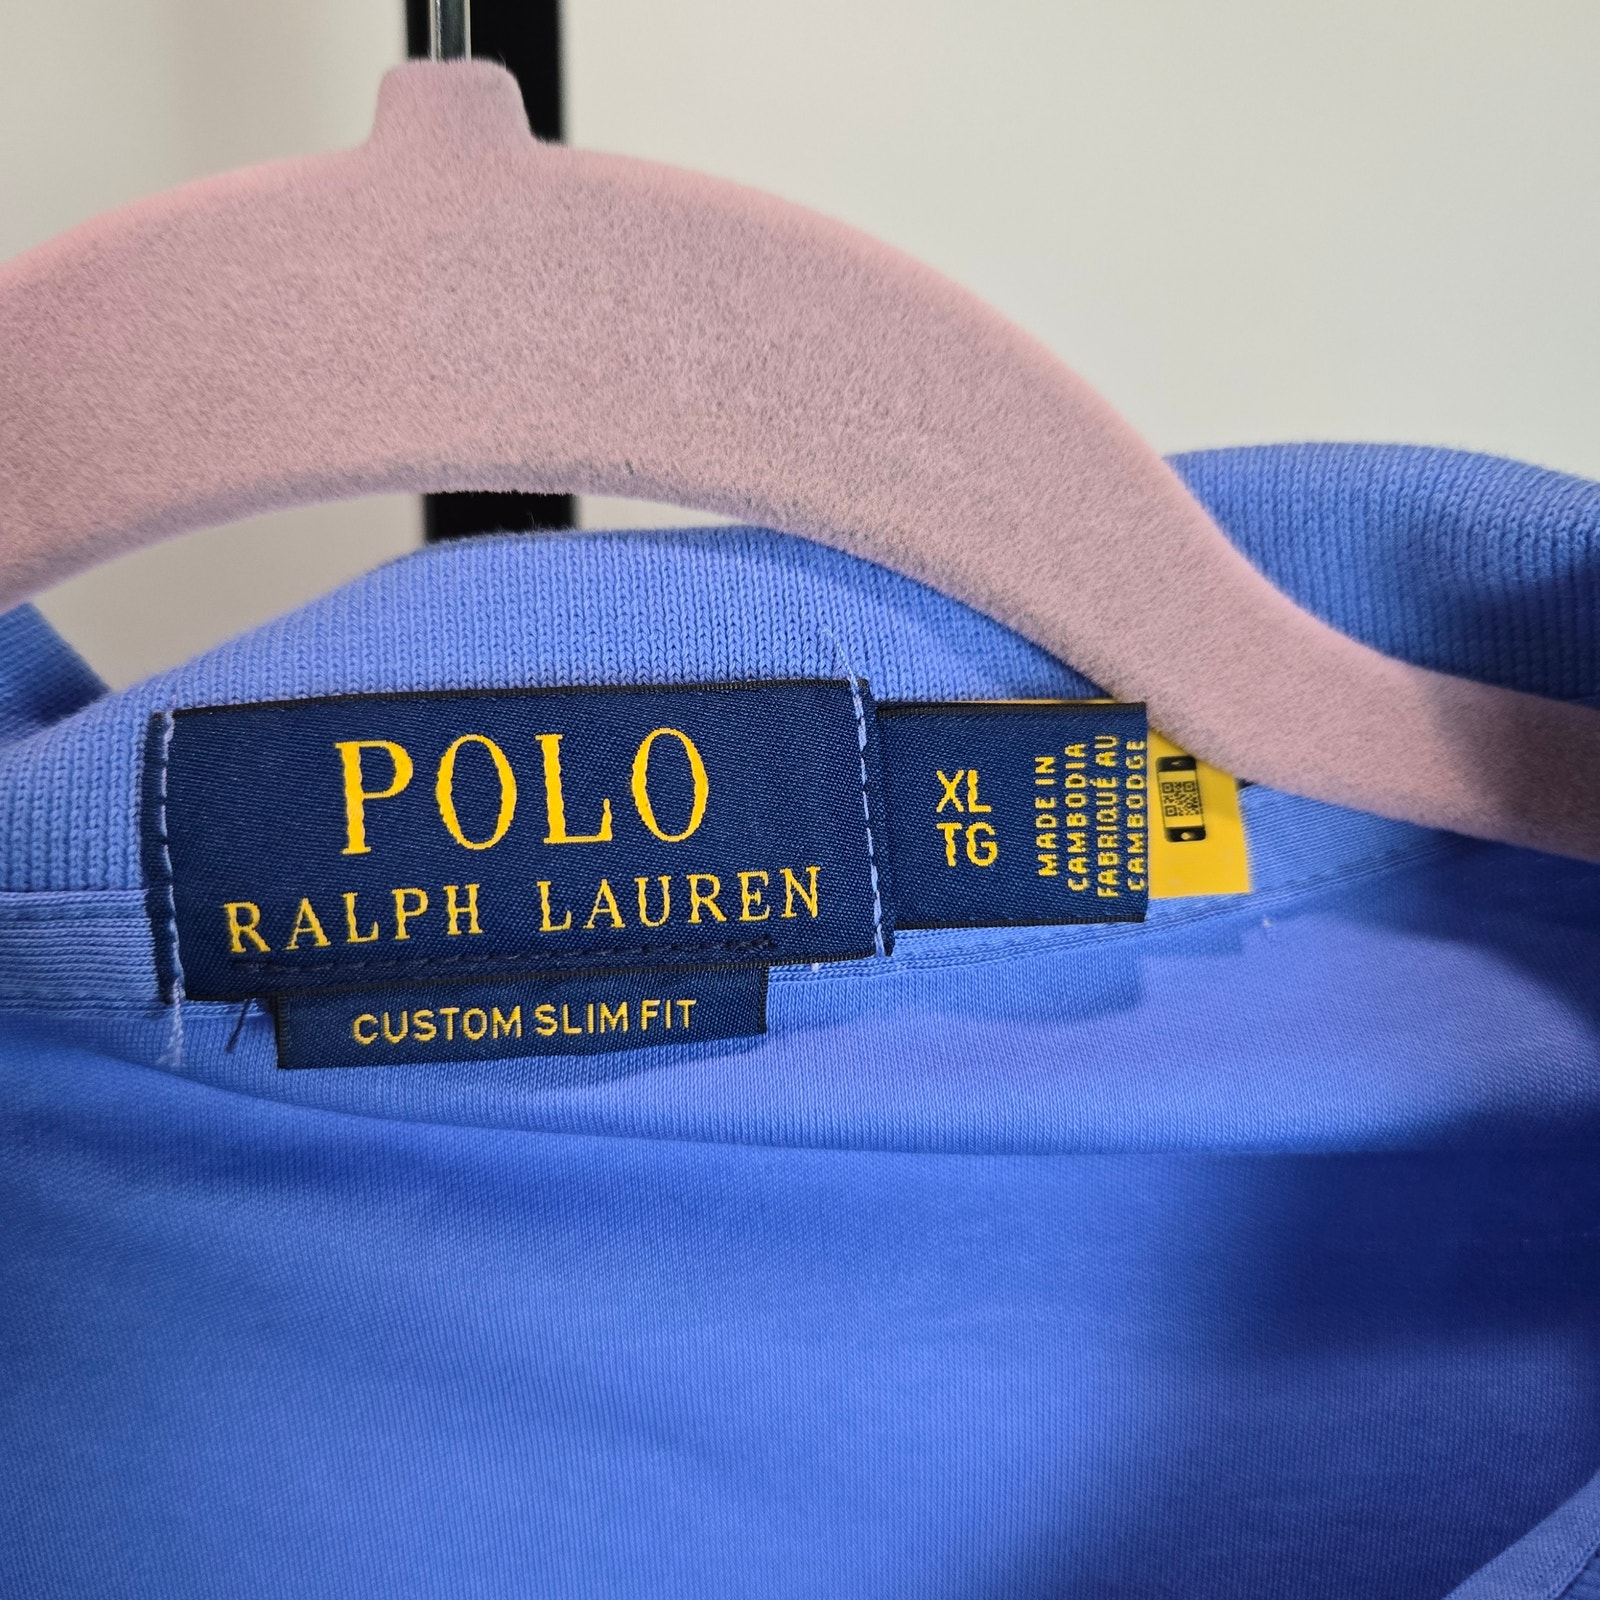 POLO
RALPH LAUREN
CUSTOM SLIM FIT
XL
TG
MADE IN
CAMBODIA
FABRIQUÉ AU
CAMBODGE